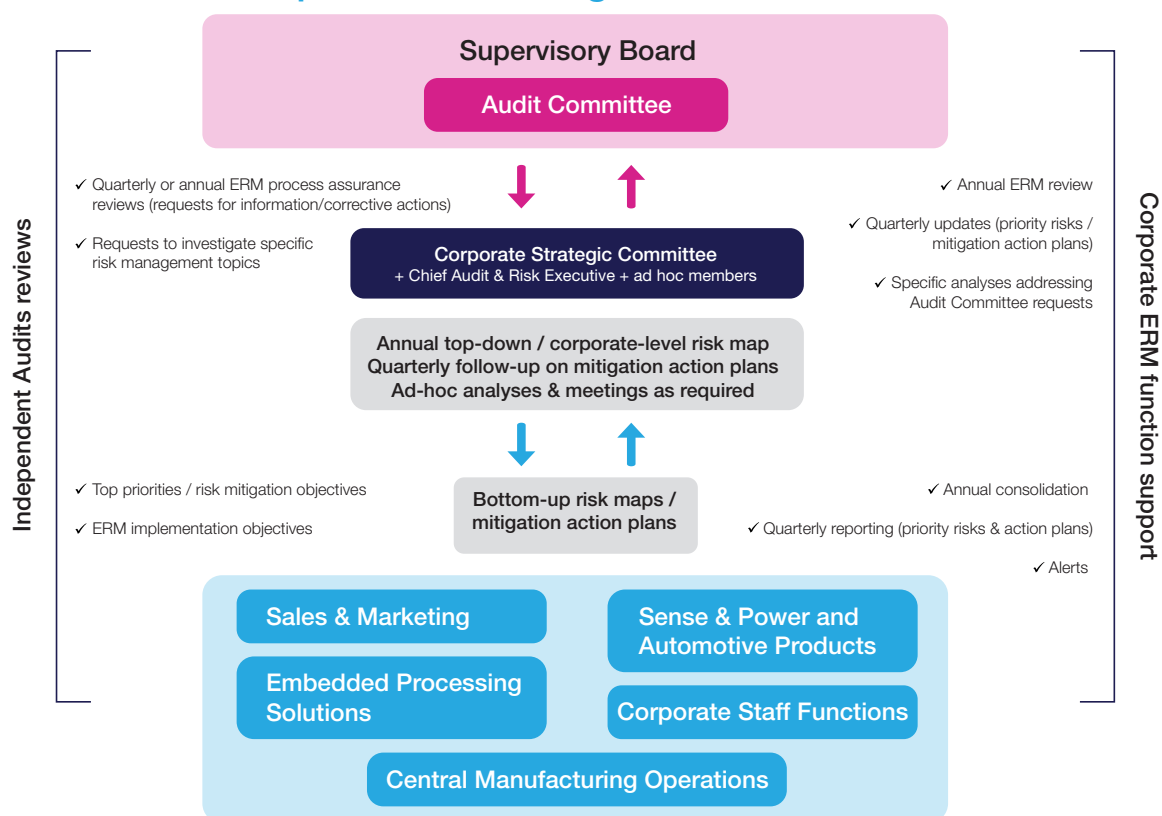 Supervisory Board
Audit Committee
✓ Quarterly or annual ERM process assurance
reviews (requests for information/corrective actions)
✓ Requests to investigate specific
risk management topics
✓ Annual ERM review
✓ Quarterly updates (priority risks /
mitigation action plans)
✓ Specific analyses addressing
Audit Committee requests
Corporate Strategic Committee
+ Chief Audit & Risk Executive + ad hoc members
Annual top-down / corporate-level risk map
Quarterly follow-up on mitigation action plans
Ad-hoc analyses & meetings as required
Independent Audits reviews
Corporate ERM function support
✓ Top priorities / risk mitigation objectives
✓ ERM implementation objectives
Bottom-up risk maps /
mitigation action plans
✓ Annual consolidation
✓ Quarterly reporting (priority risks & action plans)
✓ Alerts
Sales & Marketing
Sense & Power and
Automotive Products
Embedded Processing
Solutions
Corporate Staff Functions
Central Manufacturing Operations